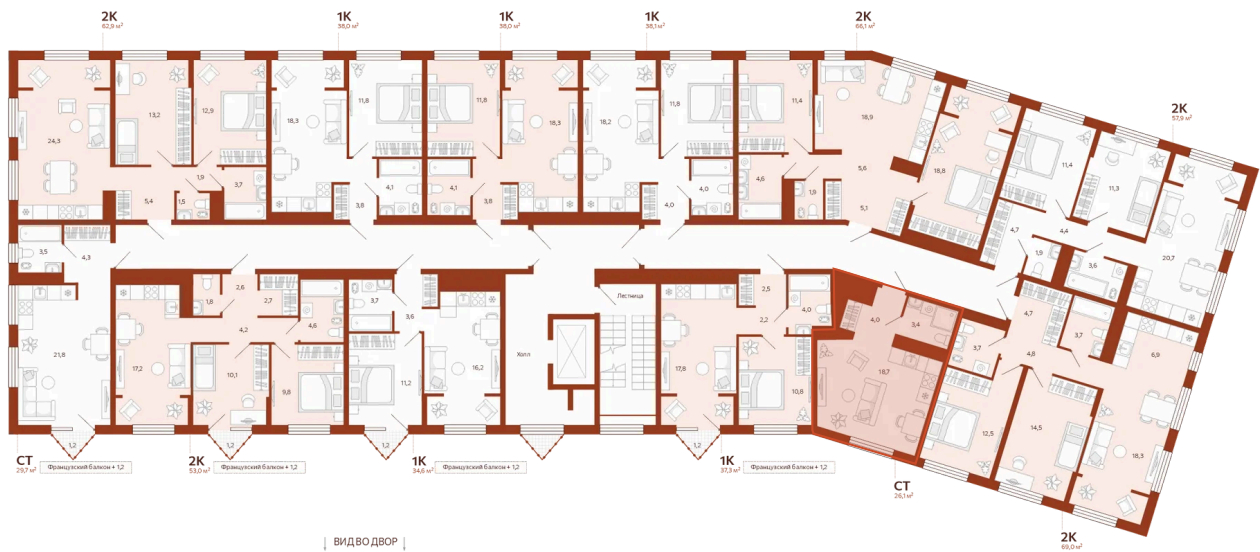 2К
62,9 м²
1К
38,0 м²
1К
38,0 м²
1К
38,1 м²
2К
66,1 м²
2К
57,9 м²
24,3
13,2
12,9
18,3
11,8
11,8
18,3
18,2
11,8
11,4
18,9
18,8
11,4
11,3
20,7
5,4
1,9
1,5
3,7
3,8
4,1
4,1
3,8
4,0
4,0
4,6
1,9
5,6
5,1
4,7
4,4
1,9
3,6
3,5
4,3
21,8
1,2
17,2
1,8
2,6
2,7
4,2
4,6
10,1
9,8
1,2
3,7
3,6
11,2
16,2
1,2
Холл
Лестница
17,8
2,5
2,2
4,0
10,8
1,2
4,0
3,4
18,7
3,7
4,7
4,8
3,7
12,5
14,5
6,9
18,3
СТ
29,7 м²
Французский балкон + 1,2
2К
53,0 м²
Французский балкон + 1,2
1К
34,6 м²
Французский балкон + 1,2
1К
37,3 м²
Французский балкон + 1,2
СТ
26,1 м²
2К
69,0 м²
ВИД ВО ДВОР